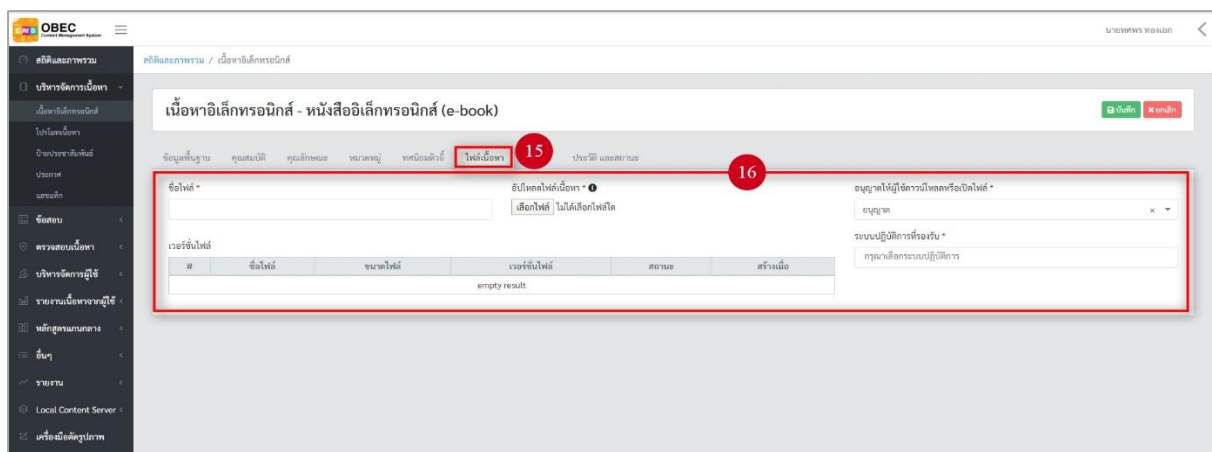 CMS OBEC
Content Management System
นายทศพร ทองเอก
สถิติและภาพรวม
สถิติและภาพรวม / เนื้อหาอิเล็กทรอนิกส์
บริหารจัดการเนื้อหา
เนื้อหาอิเล็กทรอนิกส์
โปรโมทเนื้อหา
ป้ายประชาสัมพันธ์
ประกาศ
แฮชแท็ก
ข้อสอบ
ตรวจสอบเนื้อหา
บริหารจัดการผู้ใช้
รายงานเนื้อหาจากผู้ใช้
หลักสูตรแกนกลาง
อื่นๆ
รายงาน
Local Content Server
เครื่องมือตัดรูปภาพ
เนื้อหาอิเล็กทรอนิกส์ - หนังสืออิเล็กทรอนิกส์ (e-book)
บันทึก ยกเลิก
ข้อมูลพื้นฐาน คุณสมบัติ คุณลักษณะ หมวดหมู่ ทศนิยมดิวอี้ ไฟล์เนื้อหา 15 ประวัติ และสถานะ
16
ชื่อไฟล์ * อัปโหลดไฟล์เนื้อหา * อนุญาตให้ผู้ใช้ดาวน์โหลดหรือเปิดไฟล์ *
เลือกไฟล์ ไม่ได้เลือกไฟล์ใด อนุญาต ×
ระบบปฏิบัติการที่รองรับ *
กรุณาเลือกระบบปฏิบัติการ
เวอร์ชั่นไฟล์
# ชื่อไฟล์ ขนาดไฟล์ เวอร์ชั่นไฟล์ สถานะ สร้างเมื่อ
empty result